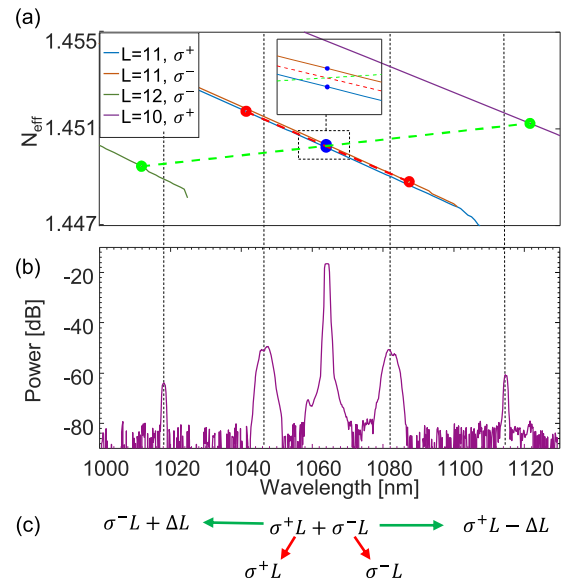 (a)
1.455
1.451
1.447
N_eff
L=11, σ⁺
L=11, σ⁻
L=12, σ⁻
L=10, σ⁺
(b)
-20
-40
-60
-80
Power [dB]
1000 1020 1040 1060 1080 1100 1120
Wavelength [nm]
(c)
σ⁻L + ΔL σ⁺L + σ⁻L σ⁺L − ΔL
σ⁺L σ⁻L